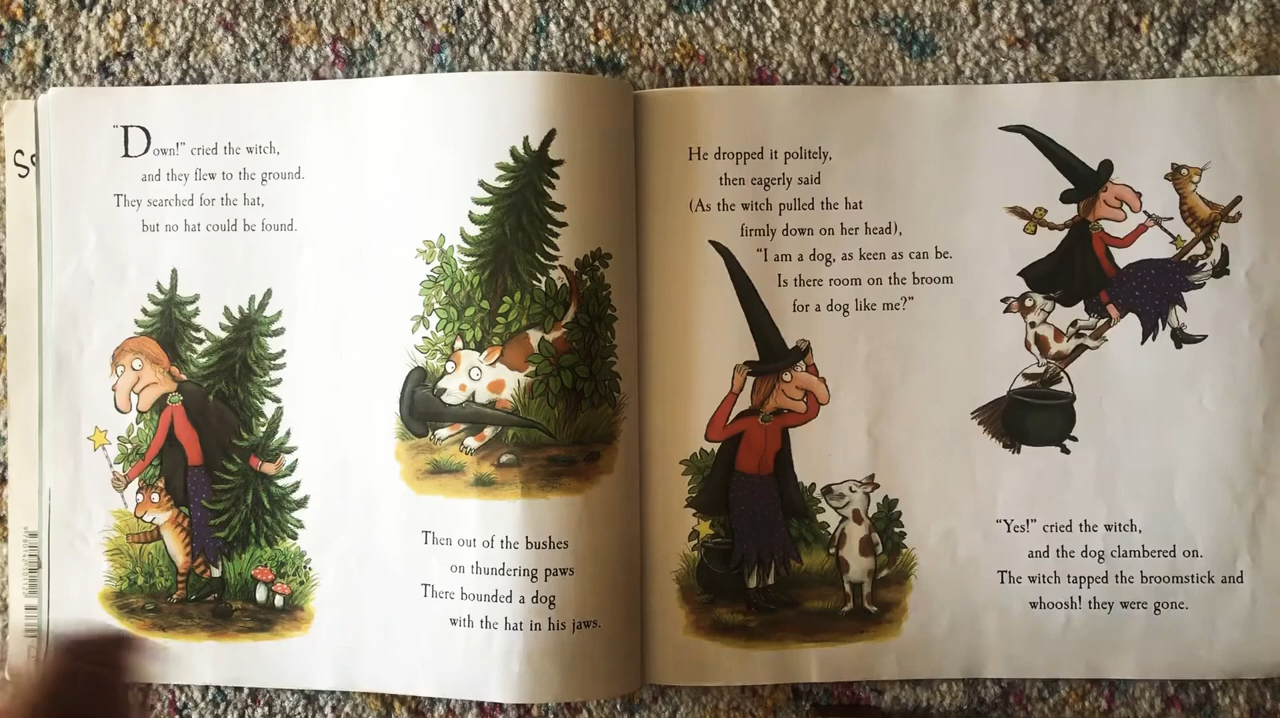 "Down!" cried the witch,
and they flew to the ground.
They searched for the hat,
but no hat could be found.
Then out of the bushes
on thundering paws
There bounded a dog
with the hat in his jaws.
He dropped it politely,
then eagerly said
(As the witch pulled the hat
firmly down on her head),
"I am a dog, as keen as can be.
Is there room on the broom
for a dog like me?"
"Yes!" cried the witch,
and the dog clambered on.
The witch tapped the broomstick and
whoosh! they were gone.